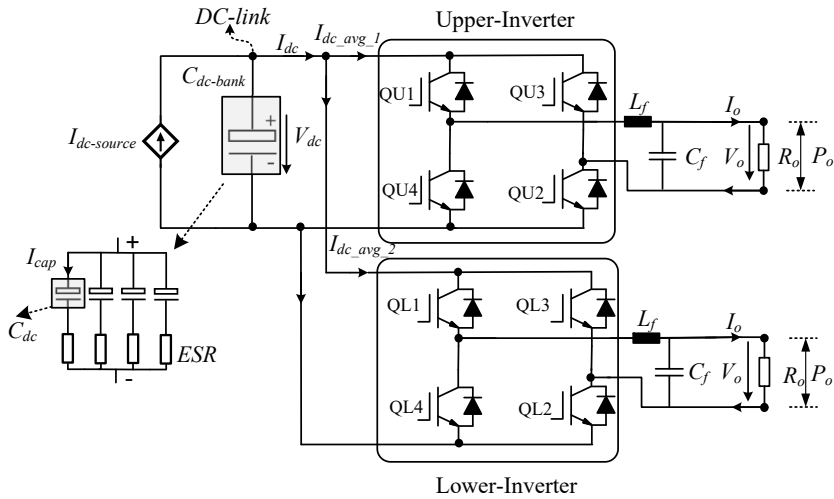 DC-link
Upper-Inverter
I_dc
I_dc_avg_1
C_dc-bank
QU1
QU3
L_f
I_o
+
-
V_dc
I_dc-source
C_f
V_o
R_o
P_o
QU4
QU2
I_dc_avg_2
+
I_cap
C_dc
ESR
-
QL1
QL3
L_f
I_o
C_f
V_o
R_o
P_o
QL4
QL2
Lower-Inverter